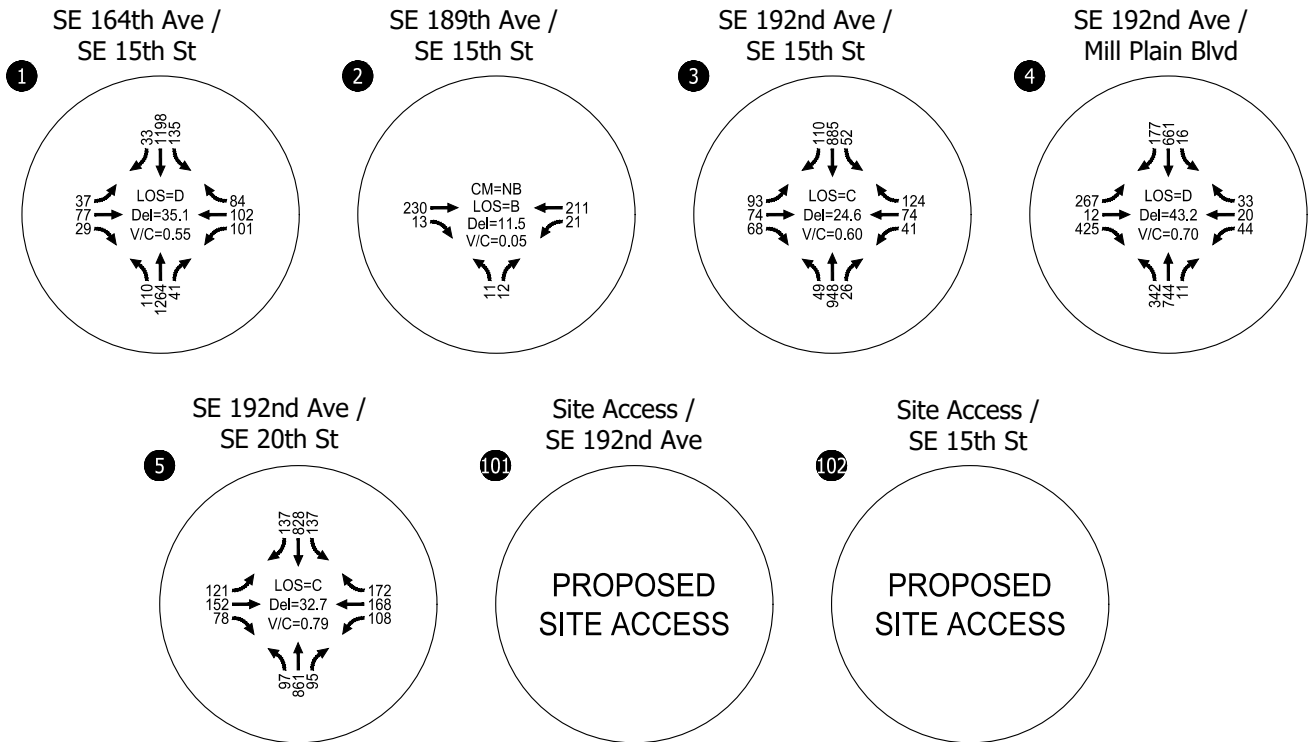 SE 164th Ave /
SE 15th St
1
33
1198
135
37
77
29
LOS=D
Del=35.1
V/C=0.55
84
102
101
110
1264
41
SE 189th Ave /
SE 15th St
2
230
13
CM=NB
LOS=B
Del=11.5
V/C=0.05
211
21
11
12
SE 192nd Ave /
SE 15th St
3
110
885
52
93
74
68
LOS=C
Del=24.6
V/C=0.60
124
74
41
49
948
26
SE 192nd Ave /
Mill Plain Blvd
4
177
661
16
267
12
425
LOS=D
Del=43.2
V/C=0.70
33
20
44
342
744
11
SE 192nd Ave /
SE 20th St
5
137
828
137
121
152
78
LOS=C
Del=32.7
V/C=0.79
172
168
108
97
861
95
Site Access /
SE 192nd Ave
101
PROPOSED
SITE ACCESS
Site Access /
SE 15th St
102
PROPOSED
SITE ACCESS